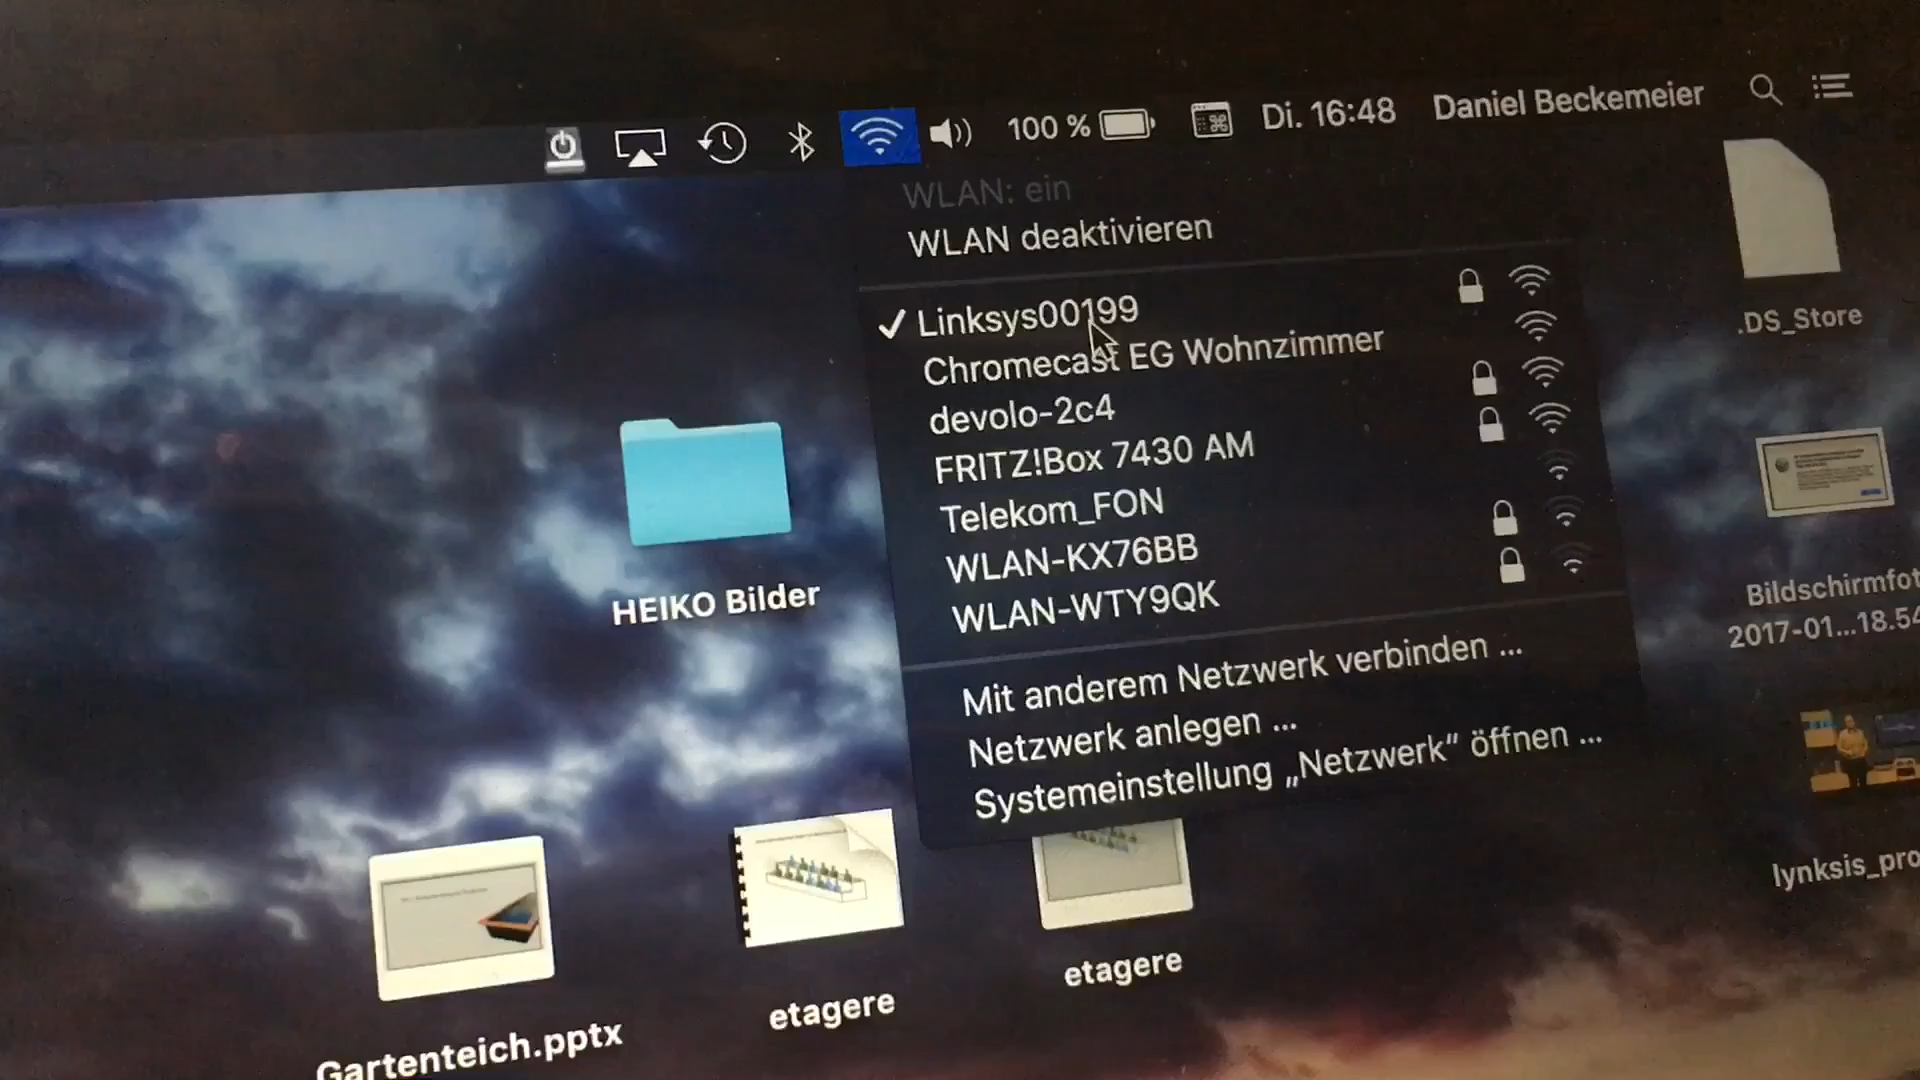 100 %
Di. 16:48
Daniel Beckemeier
WLAN: ein
WLAN deaktivieren
Linksys00199
Chromecast EG Wohnzimmer
devolo-2c4
FRITZ!Box 7430 AM
Telekom_FON
WLAN-KX76BB
WLAN-WTY9QK
Mit anderem Netzwerk verbinden ...
Netzwerk anlegen ...
Systemeinstellung „Netzwerk“ öffnen ...
.DS_Store
HEIKO Bilder
Bildschirmfot
2017-01...18.54
lynksis_pro
etagere
etagere
Gartenteich.pptx